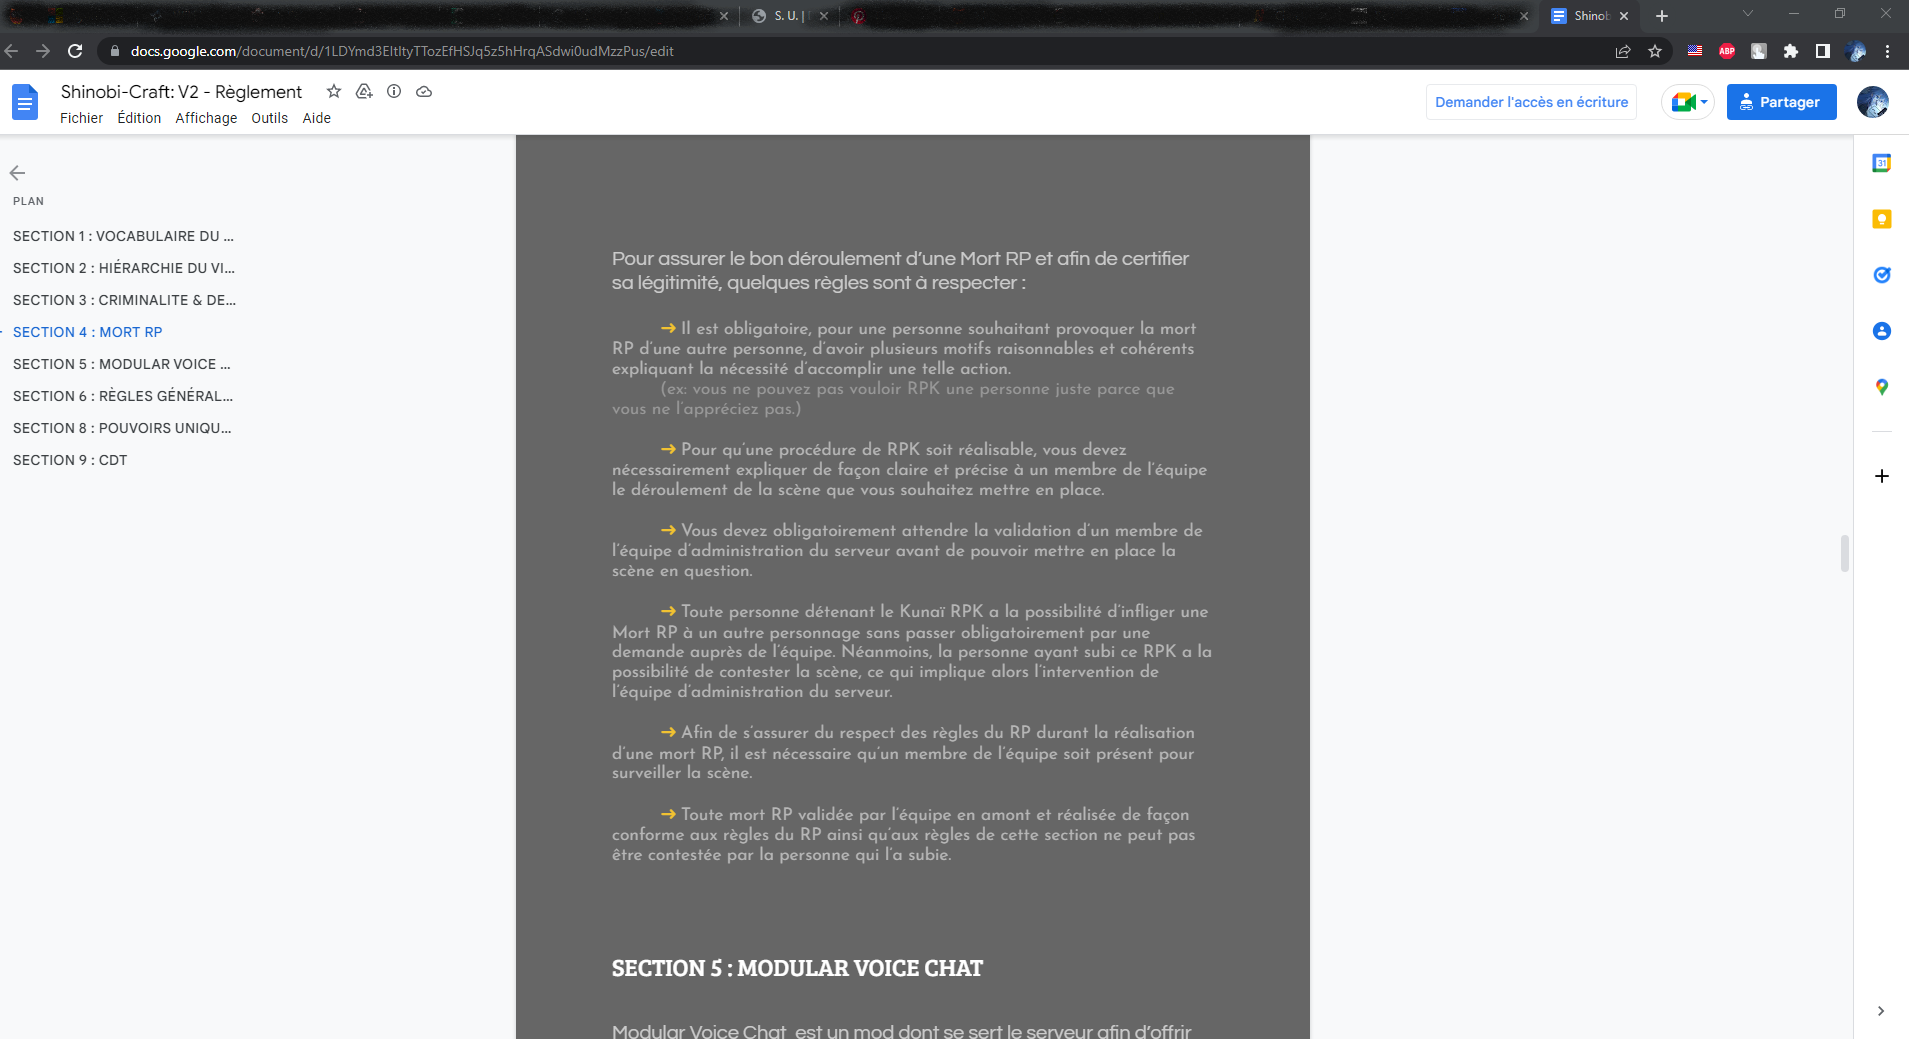 S. U. |
Shinob
docs.google.com/document/d/1LDYmd3EltItyTTozEfHSJq5z5hHrqASdwi0udMzzPus/edit
ABP
Shinobi-Craft: V2 - Règlement
Fichier Édition Affichage Outils Aide
Demander l'accès en écriture
Partager
PLAN
SECTION 1 : VOCABULAIRE DU ...
SECTION 2 : HIÉRARCHIE DU VI...
SECTION 3 : CRIMINALITE & DE...
SECTION 4 : MORT RP
SECTION 5 : MODULAR VOICE ...
SECTION 6 : RÈGLES GÉNÉRAL...
SECTION 8 : POUVOIRS UNIQU...
SECTION 9 : CDT
31
Pour assurer le bon déroulement d’une Mort RP et afin de certifier
sa légitimité, quelques règles sont à respecter :
➞ Il est obligatoire, pour une personne souhaitant provoquer la mort
RP d’une autre personne, d’avoir plusieurs motifs raisonnables et cohérents
expliquant la nécessité d’accomplir une telle action.
(ex: vous ne pouvez pas vouloir RPK une personne juste parce que
vous ne l’appréciez pas.)
➞ Pour qu’une procédure de RPK soit réalisable, vous devez
nécessairement expliquer de façon claire et précise à un membre de l’équipe
le déroulement de la scène que vous souhaitez mettre en place.
➞ Vous devez obligatoirement attendre la validation d’un membre de
l’équipe d’administration du serveur avant de pouvoir mettre en place la
scène en question.
➞ Toute personne détenant le Kunaï RPK a la possibilité d’infliger une
Mort RP à un autre personnage sans passer obligatoirement par une
demande auprès de l’équipe. Néanmoins, la personne ayant subi ce RPK a la
possibilité de contester la scène, ce qui implique alors l’intervention de
l’équipe d’administration du serveur.
➞ Afin de s’assurer du respect des règles du RP durant la réalisation
d’une mort RP, il est nécessaire qu’un membre de l’équipe soit présent pour
surveiller la scène.
➞ Toute mort RP validée par l’équipe en amont et réalisée de façon
conforme aux règles du RP ainsi qu’aux règles de cette section ne peut pas
être contestée par la personne qui l’a subie.
SECTION 5 : MODULAR VOICE CHAT
Modular Voice Chat est un mod dont se sert le serveur afin d’offrir